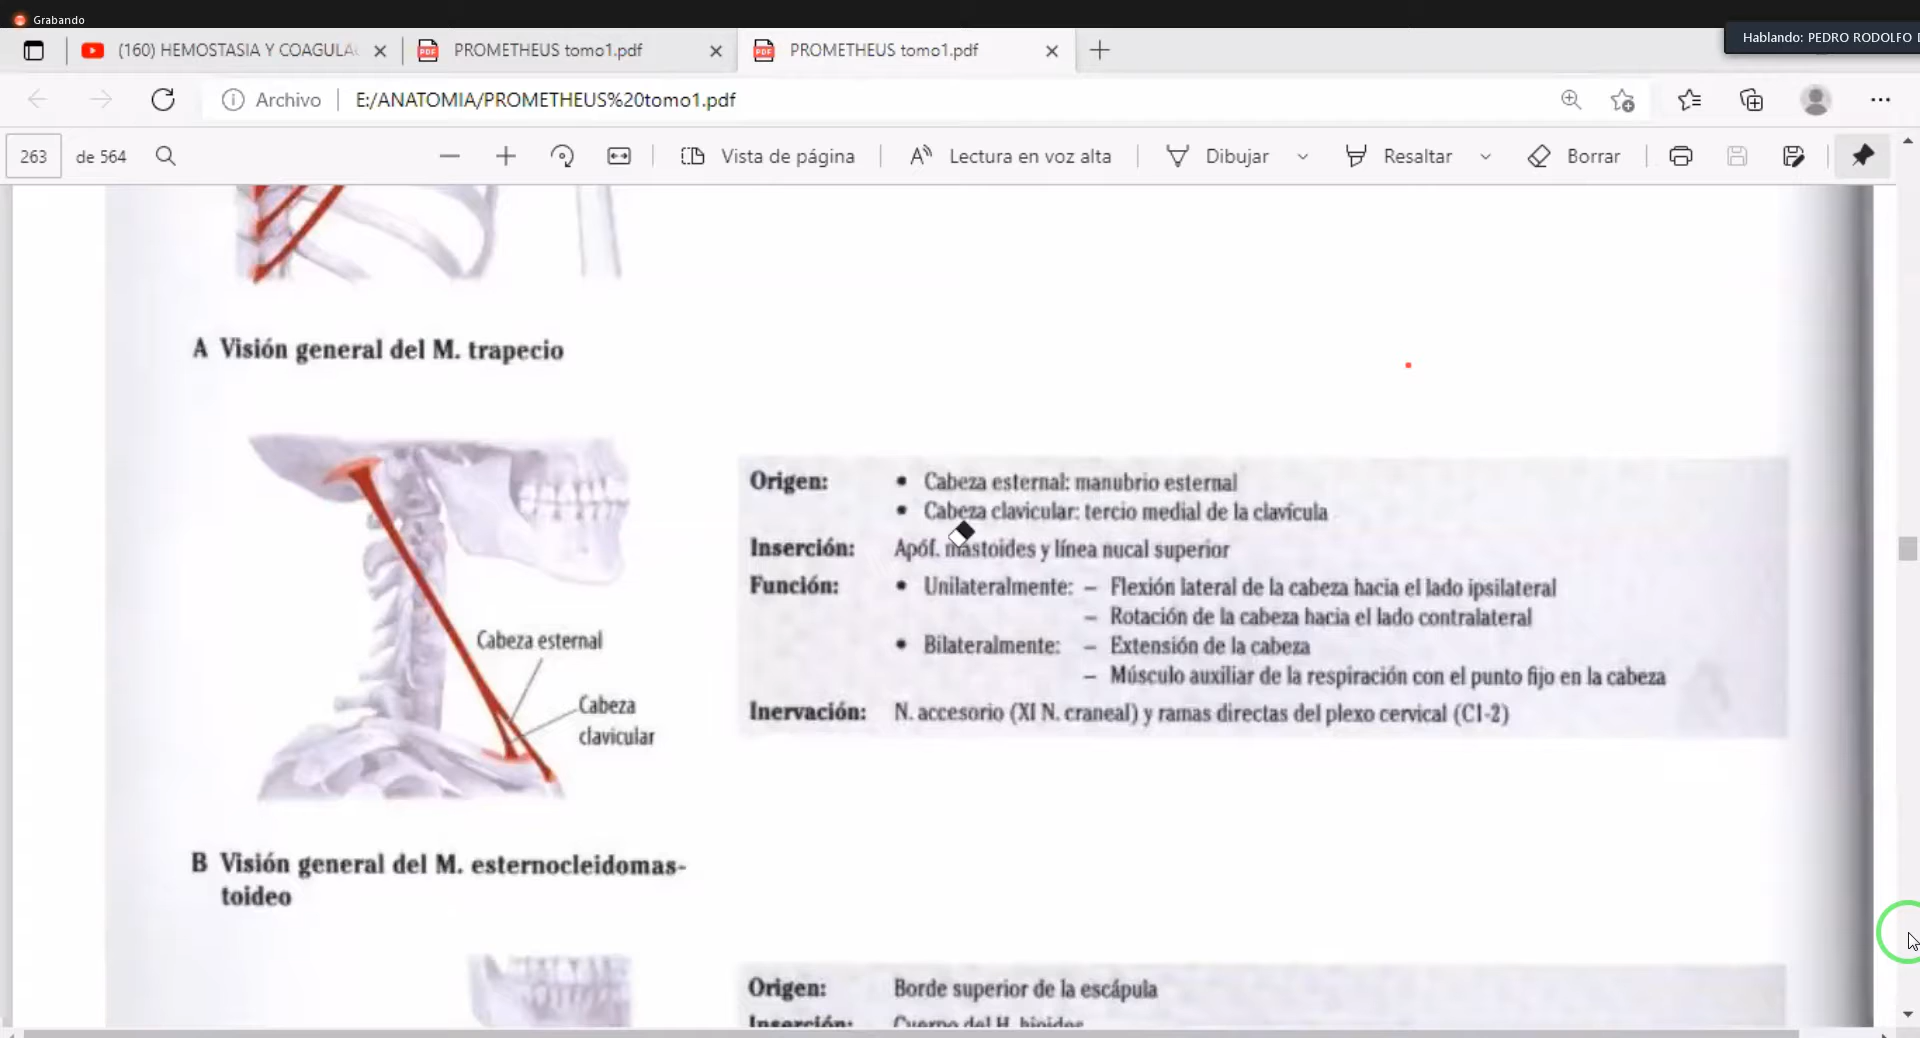 Grabando
(160) HEMOSTASIA Y COAGULA
PROMETHEUS tomo1.pdf
PROMETHEUS tomo1.pdf
Hablando: PEDRO RODOLFO
Archivo
E:/ANATOMIA/PROMETHEUS%20tomo1.pdf
263 de 564
Vista de página
Lectura en voz alta
Dibujar
Resaltar
Borrar
A Visión general del M. trapecio
Cabeza esternal
Cabeza
clavicular
Origen: • Cabeza esternal: manubrio esternal
• Cabeza clavicular: tercio medial de la clavícula
Inserción: Apóf. mastoides y línea nucal superior
Función: • Unilateralmente: – Flexión lateral de la cabeza hacia el lado ipsilateral
– Rotación de la cabeza hacia el lado contralateral
• Bilateralmente: – Extensión de la cabeza
– Músculo auxiliar de la respiración con el punto fijo en la cabeza
Inervación: N. accesorio (XI N. craneal) y ramas directas del plexo cervical (C1-2)
B Visión general del M. esternocleidomas-
toideo
Origen: Borde superior de la escápula
Inserción: Cuerpo del H. hioides